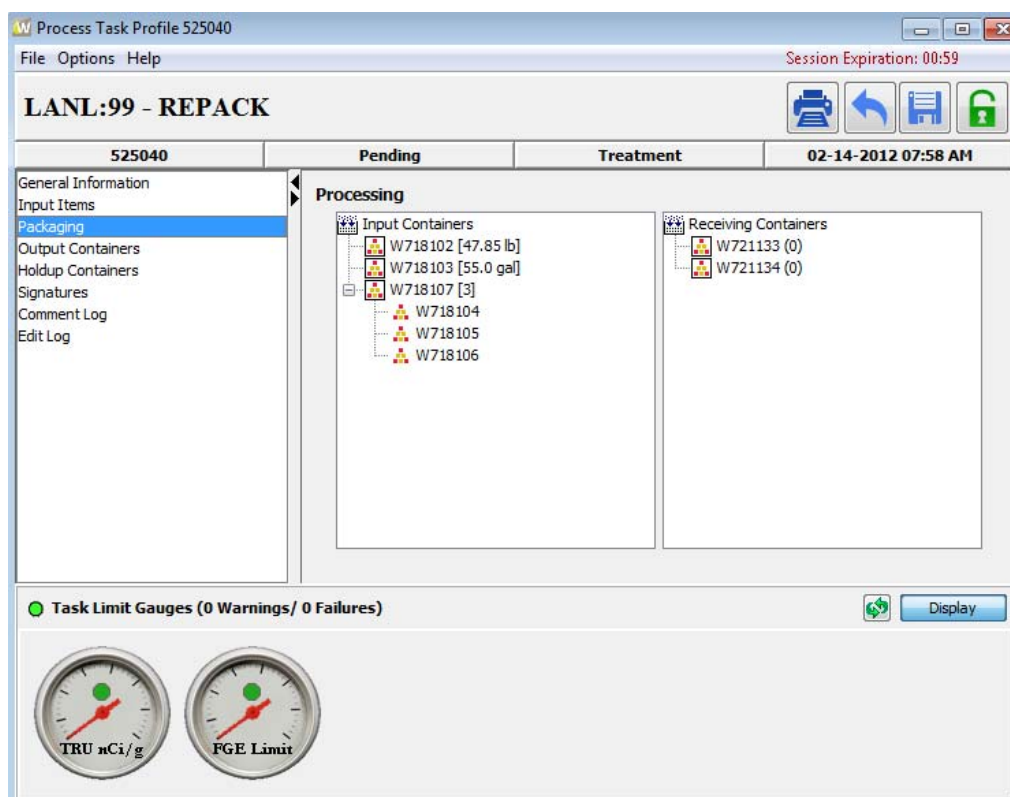 Process Task Profile 525040
File Options Help
Session Expiration: 00:59
LANL:99 - REPACK
525040 Pending Treatment 02-14-2012 07:58 AM
General Information
Input Items
Packaging
Output Containers
Holdup Containers
Signatures
Comment Log
Edit Log
Processing
Input Containers
W718102 [47.85 lb]
W718103 [55.0 gal]
W718107 [3]
W718104
W718105
W718106
Receiving Containers
W721133 (0)
W721134 (0)
Task Limit Gauges (0 Warnings/ 0 Failures)
Display
TRU nCi/g
FGE Limit